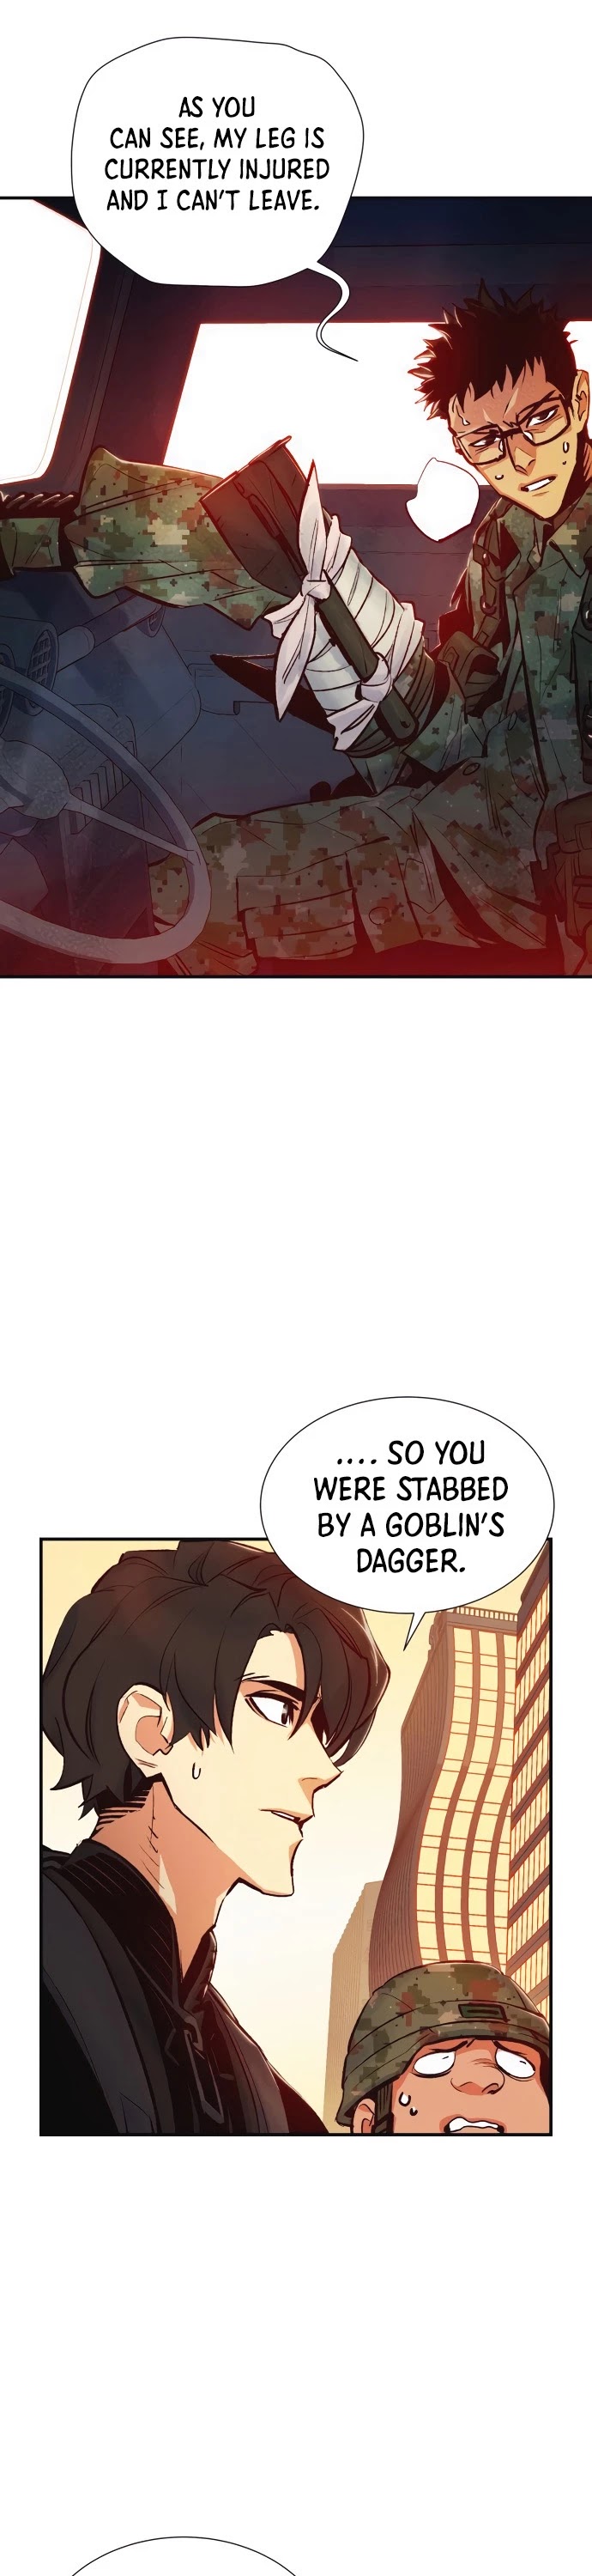 AS YOU
CAN SEE, MY LEG IS
CURRENTLY INJURED
AND I CAN'T LEAVE.
.... SO YOU
WERE STABBED
BY A GOBLIN'S
DAGGER.